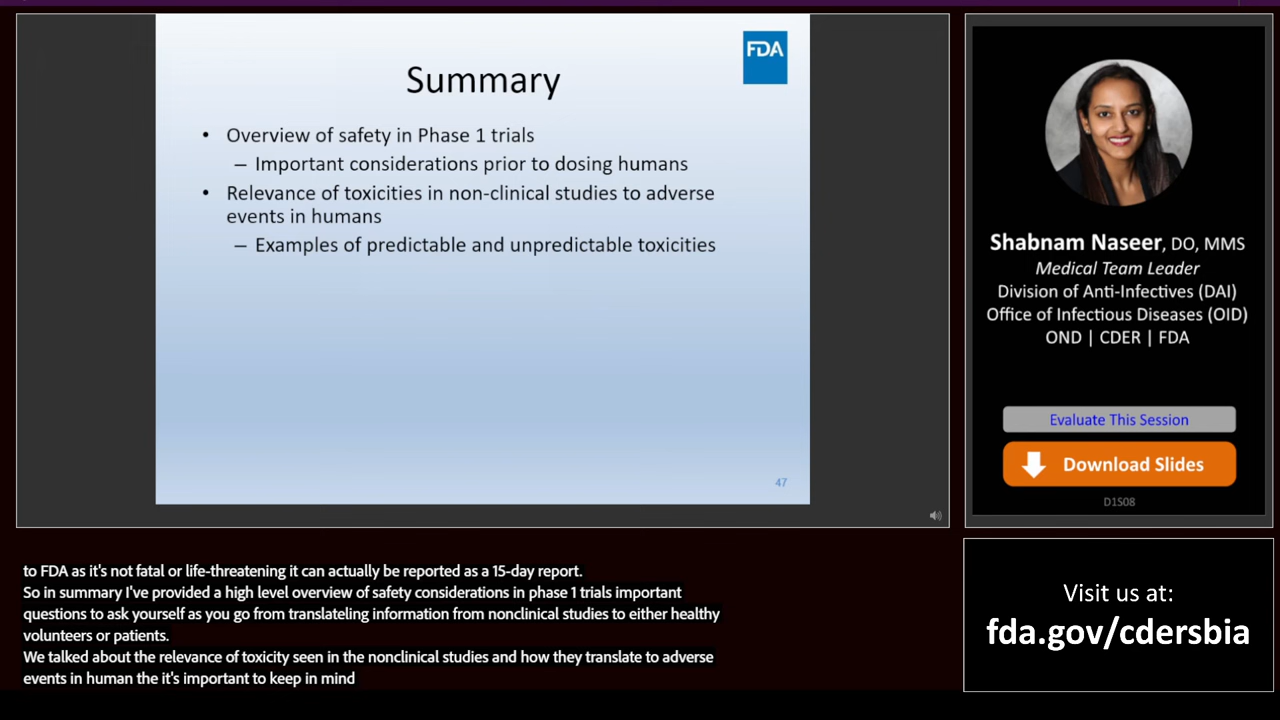 FDA
Summary
• Overview of safety in Phase 1 trials
– Important considerations prior to dosing humans
• Relevance of toxicities in non-clinical studies to adverse
events in humans
– Examples of predictable and unpredictable toxicities
47
Shabnam Naseer, DO, MMS
Medical Team Leader
Division of Anti-Infectives (DAI)
Office of Infectious Diseases (OID)
OND | CDER | FDA
Evaluate This Session
Download Slides
D1S08
to FDA as it's not fatal or life-threatening it can actually be reported as a 15-day report.
So in summary I've provided a high level overview of safety considerations in phase 1 trials important
questions to ask yourself as you go from translateling information from nonclinical studies to either healthy
volunteers or patients.
We talked about the relevance of toxicity seen in the nonclinical studies and how they translate to adverse
events in human the it's important to keep in mind
Visit us at:
fda.gov/cdersbia